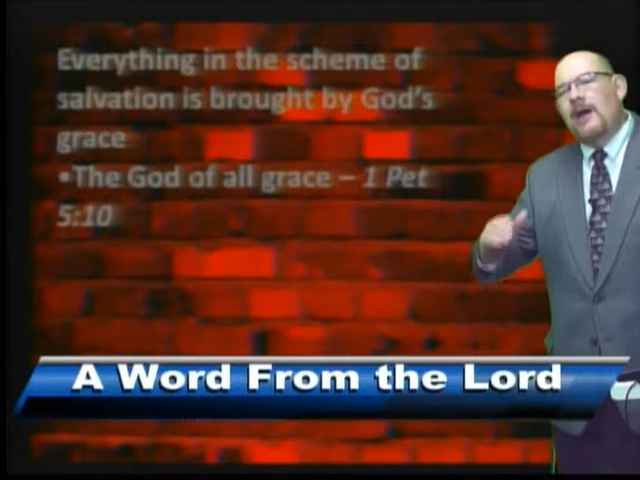 Everything in the scheme of
salvation is brought by God's
grace
•The God of all grace – 1 Pet
5:10
A Word From the Lord